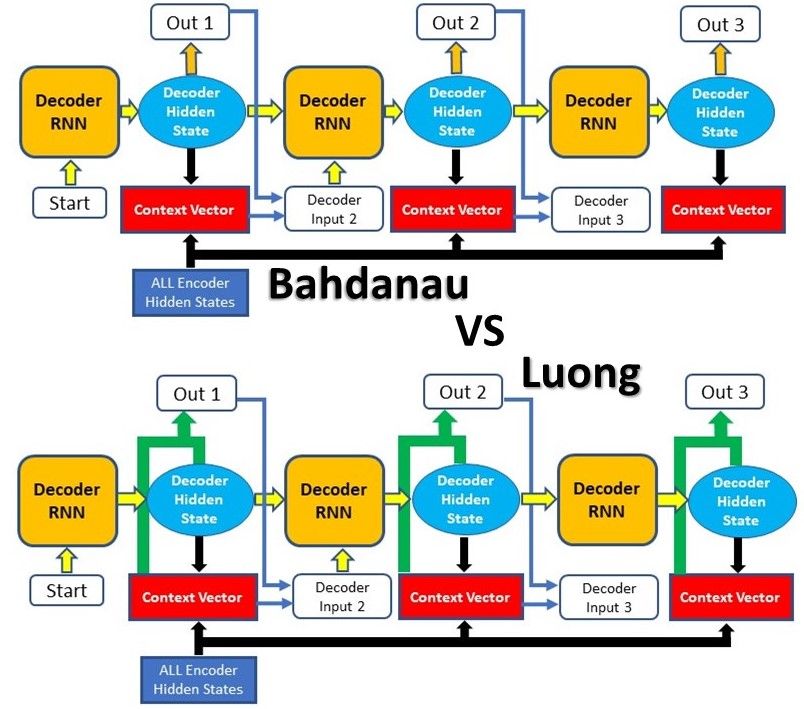 Out 1
Out 2
Out 3
Decoder
RNN
Decoder
Hidden
State
Decoder
RNN
Decoder
Hidden
State
Decoder
RNN
Decoder
Hidden
State
Start
Context Vector
Decoder
Input 2
Context Vector
Decoder
Input 3
Context Vector
ALL Encoder
Hidden States
Bahdanau
VS
Luong
Out 1
Out 2
Out 3
Decoder
RNN
Decoder
Hidden
State
Decoder
RNN
Decoder
Hidden
State
Decoder
RNN
Decoder
Hidden
State
Start
Context Vector
Decoder
Input 2
Context Vector
Decoder
Input 3
Context Vector
ALL Encoder
Hidden States